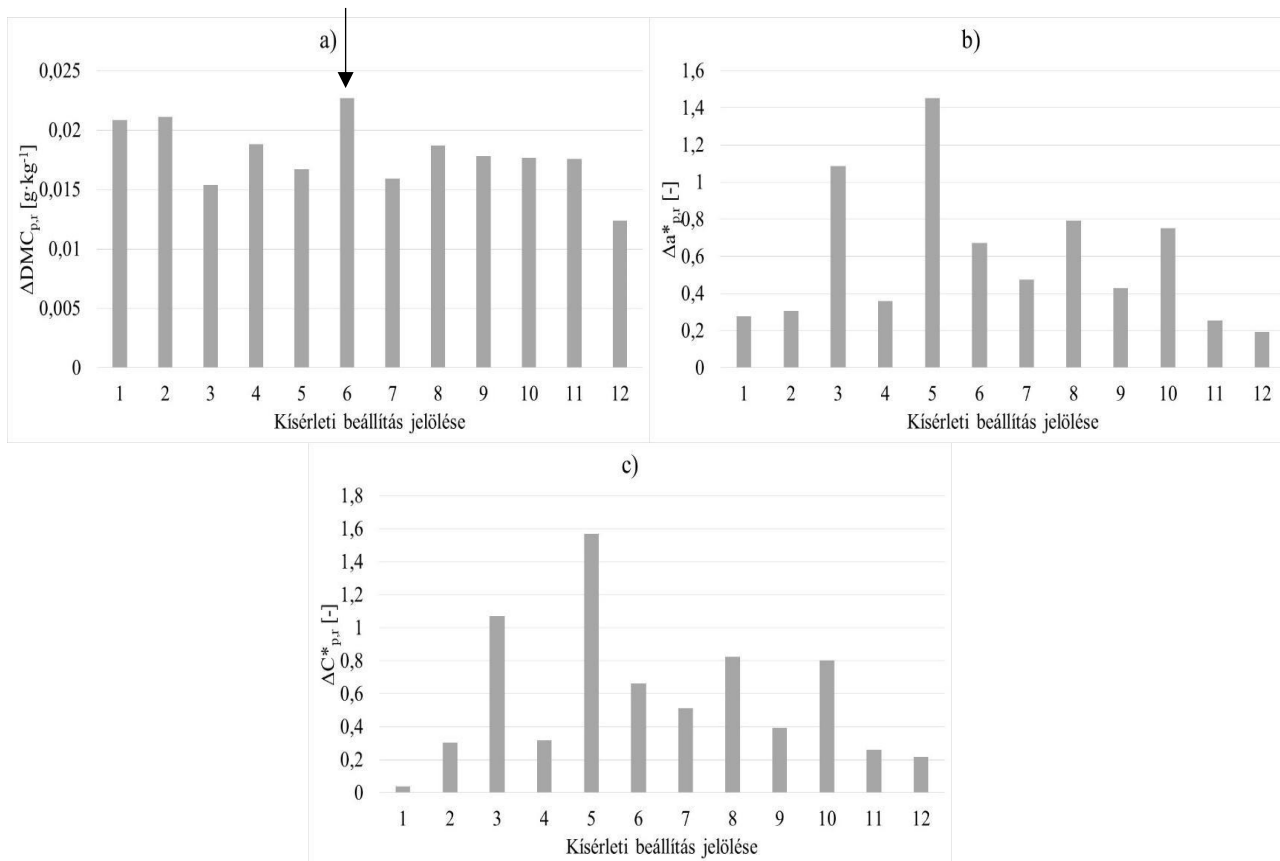 a)
0,025
0,02
0,015
0,01
0,005
0
ΔDMCp,r [g·kg-1]
1 2 3 4 5 6 7 8 9 10 11 12
Kísérleti beállítás jelölése
b)
1,6
1,4
1,2
1
0,8
0,6
0,4
0,2
0
Δa*p,r [-]
1 2 3 4 5 6 7 8 9 10 11 12
Kísérleti beállítás jelölése
c)
1,8
1,6
1,4
1,2
1
0,8
0,6
0,4
0,2
0
ΔC*p,r [-]
1 2 3 4 5 6 7 8 9 10 11 12
Kísérleti beállítás jelölése